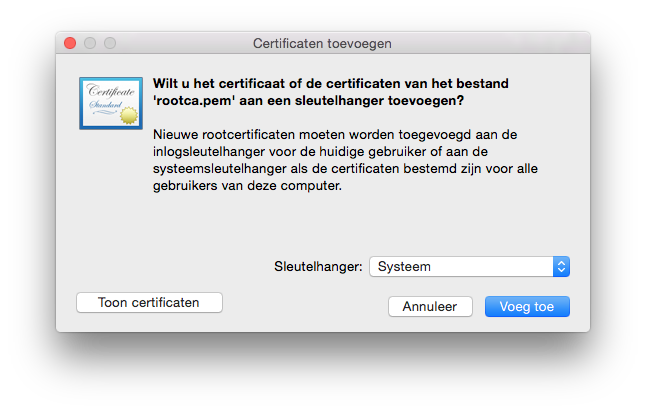 Certificaten toevoegen
Certificate
Standard
Wilt u het certificaat of de certificaten van het bestand
'rootca.pem' aan een sleutelhanger toevoegen?
Nieuwe rootcertificaten moeten worden toegevoegd aan de
inlogsleutelhanger voor de huidige gebruiker of aan de
systeemsleutelhanger als de certificaten bestemd zijn voor alle
gebruikers van deze computer.
Sleutelhanger: Systeem
Toon certificaten
Annuleer
Voeg toe